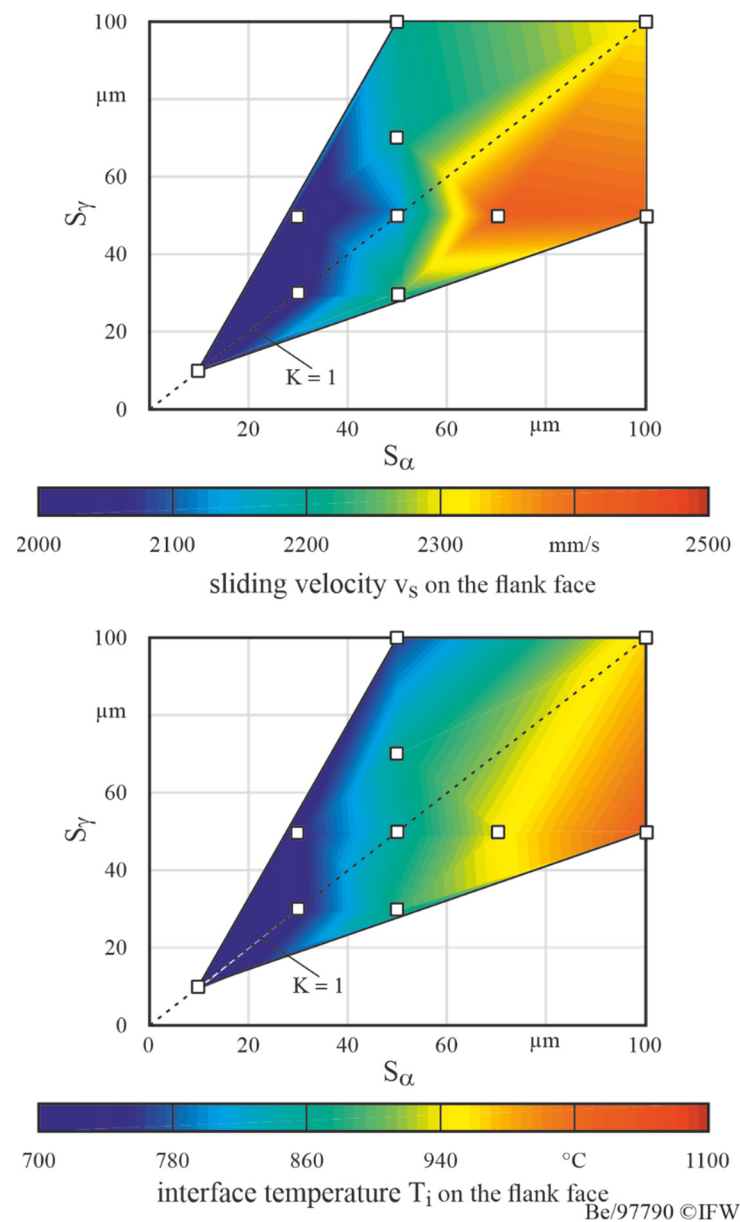 100
µm
60
Sγ
40
20
0
K = 1
20 40 60 µm 100
Sα
2000 2100 2200 2300 mm/s 2500
sliding velocity vs on the flank face
100
µm
60
Sγ
40
20
0
K = 1
0 20 40 60 µm 100
Sα
700 780 860 940 °C 1100
interface temperature Ti on the flank face
Be/97790 ©IFW